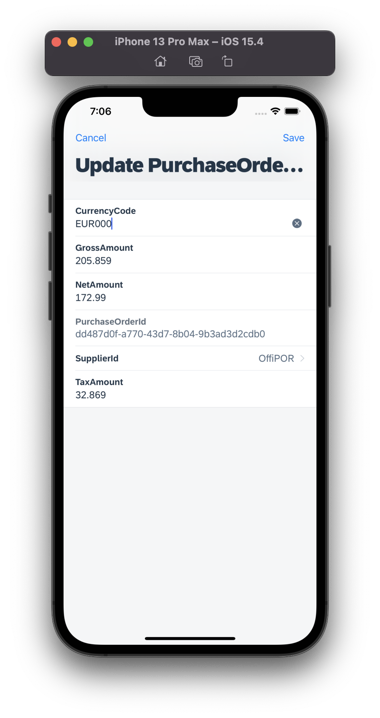 iPhone 13 Pro Max – iOS 15.4
7:06
Cancel
Save
Update PurchaseOrde...
CurrencyCode
EUR000
GrossAmount
205.859
NetAmount
172.99
PurchaseOrderId
dd487d0f-a770-43d7-8b04-9b3ad3d2cdb0
SupplierId
OffiPOR
TaxAmount
32.869